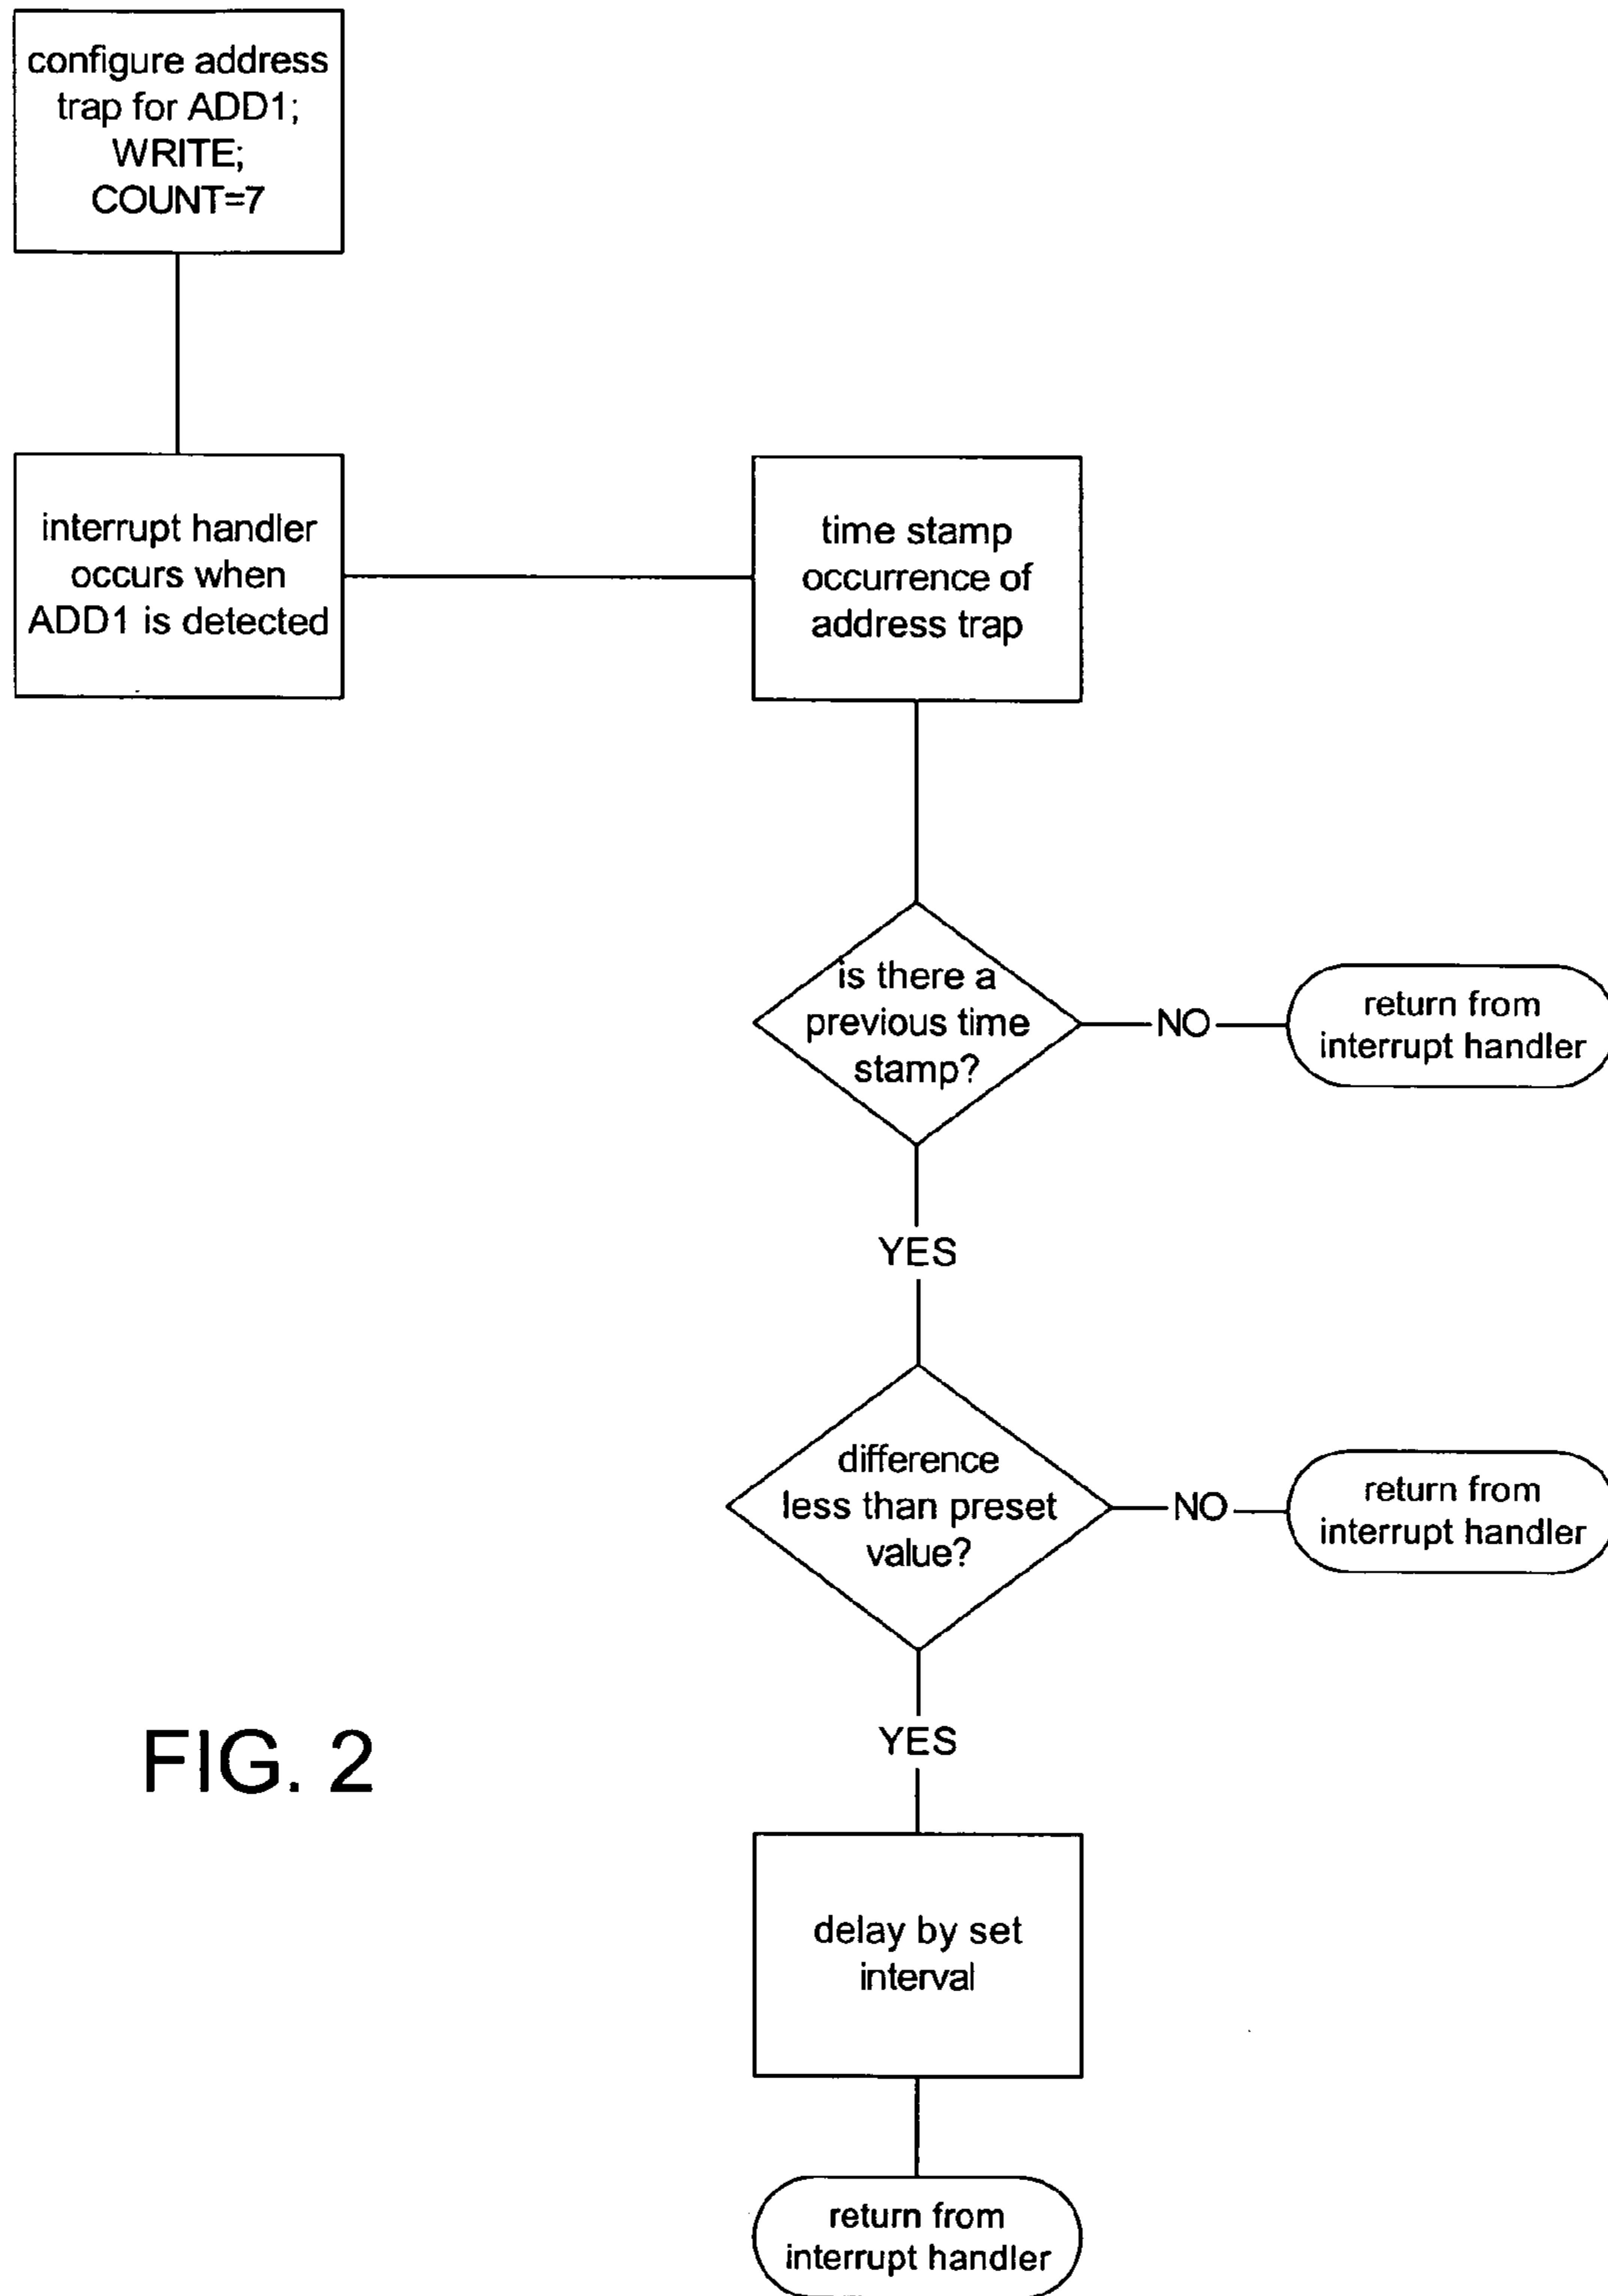 configure address
trap for ADD1;
WRITE;
COUNT=7
interrupt handler
occurs when
ADD1 is detected
time stamp
occurrence of
address trap
is there a
previous time
stamp?
NO
return from
interrupt handler
YES
difference
less than preset
value?
NO
return from
interrupt handler
YES
FIG. 2
delay by set
interval
return from
interrupt handler